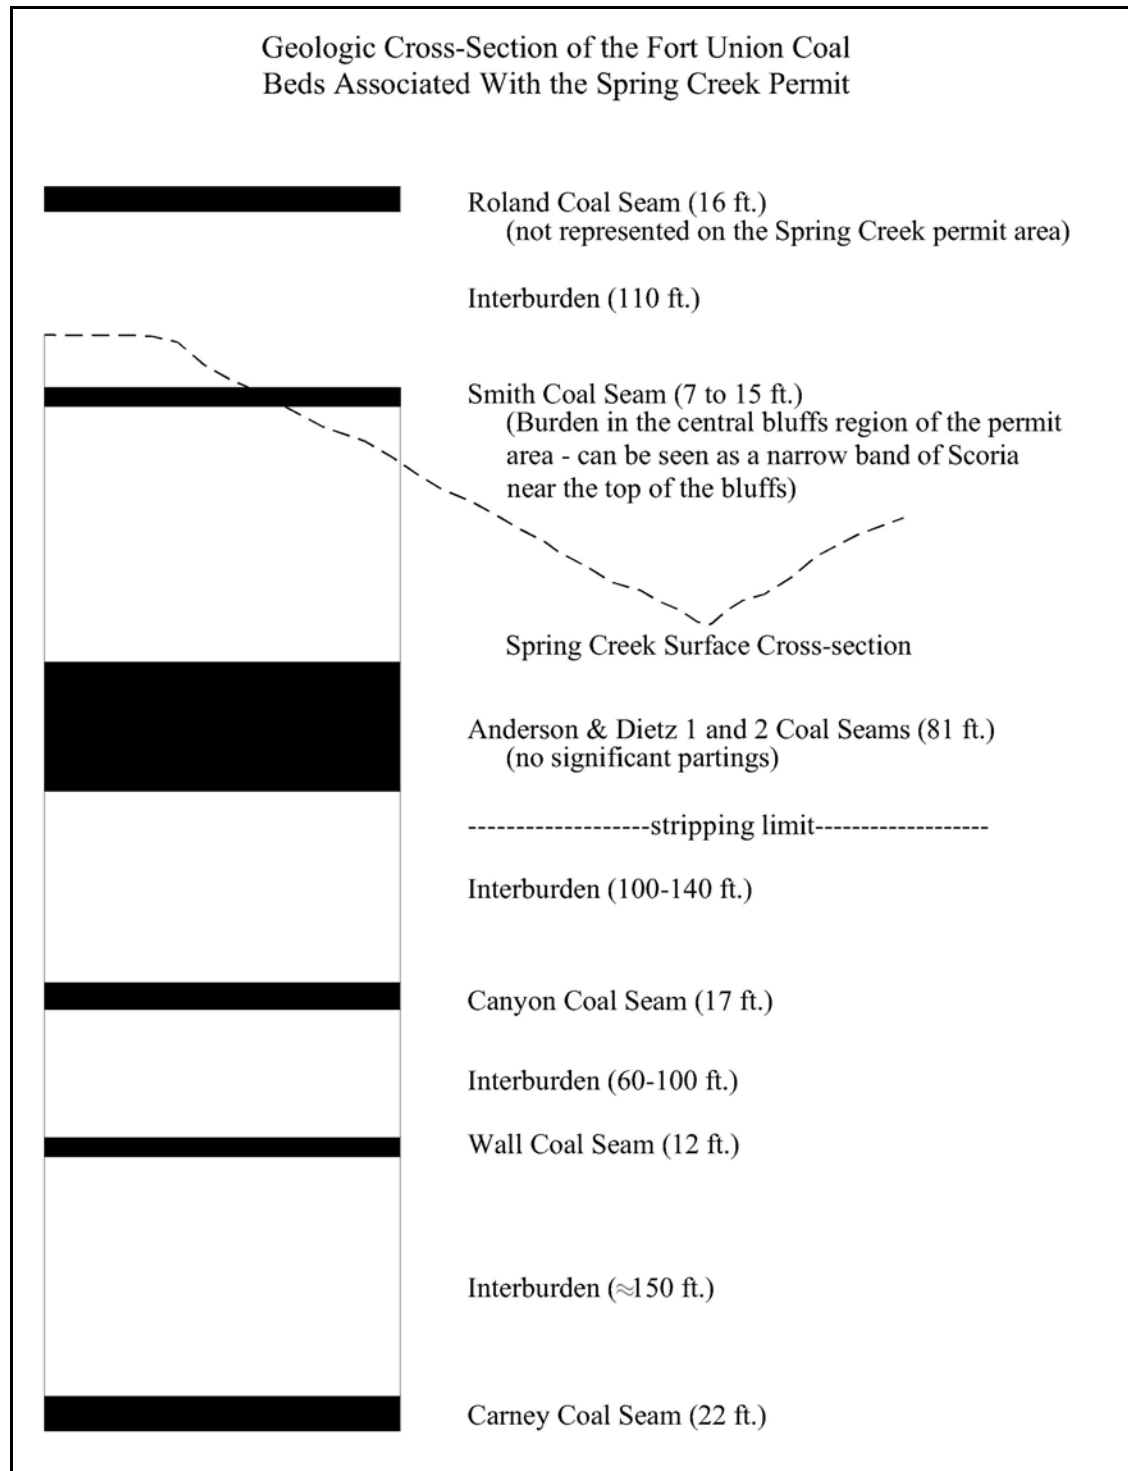 Geologic Cross-Section of the Fort Union Coal
Beds Associated With the Spring Creek Permit
Roland Coal Seam (16 ft.)
(not represented on the Spring Creek permit area)
Interburden (110 ft.)
Smith Coal Seam (7 to 15 ft.)
(Burden in the central bluffs region of the permit
area - can be seen as a narrow band of Scoria
near the top of the bluffs)
Spring Creek Surface Cross-section
Anderson & Dietz 1 and 2 Coal Seams (81 ft.)
(no significant partings)
-------------------stripping limit------------------
Interburden (100-140 ft.)
Canyon Coal Seam (17 ft.)
Interburden (60-100 ft.)
Wall Coal Seam (12 ft.)
Interburden (≈150 ft.)
Carney Coal Seam (22 ft.)